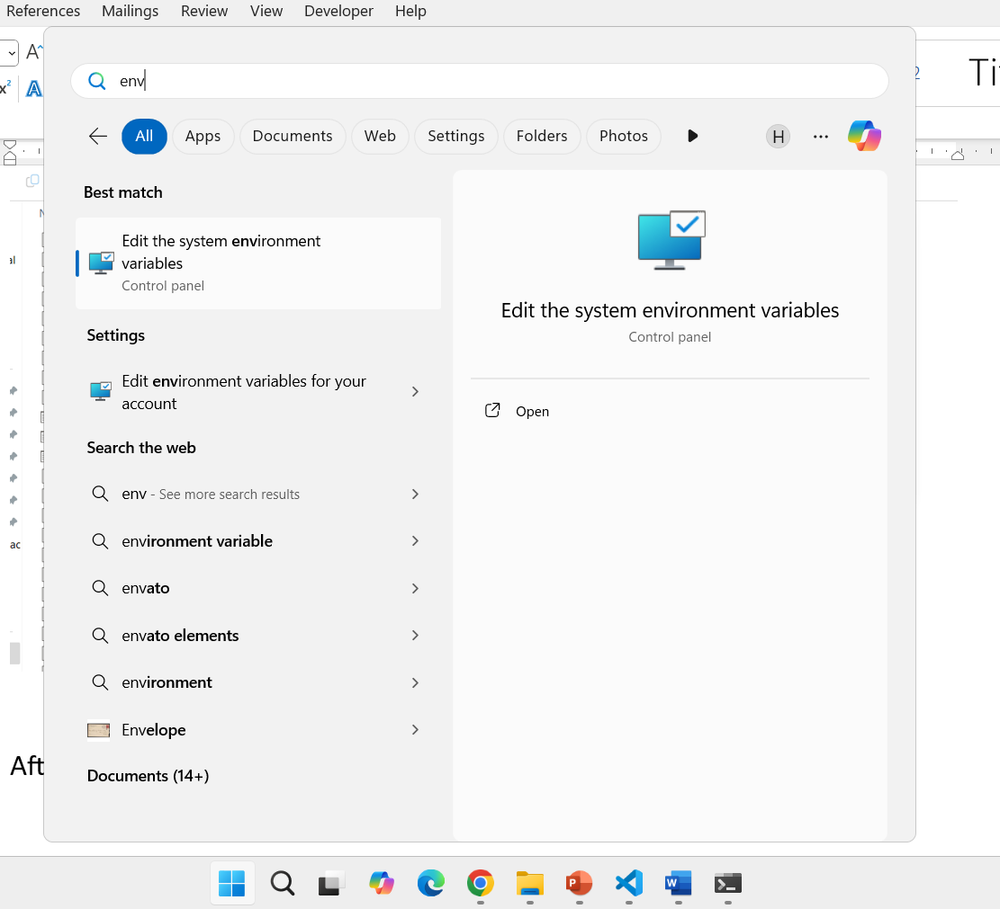 References Mailings Review View Developer Help
env
All Apps Documents Web Settings Folders Photos H
Best match
Edit the system environment
variables
Control panel
Edit the system environment variables
Control panel
Open
Settings
Edit environment variables for your
account
Search the web
env - See more search results
environment variable
envato
envato elements
environment
Envelope
Documents (14+)
Aft